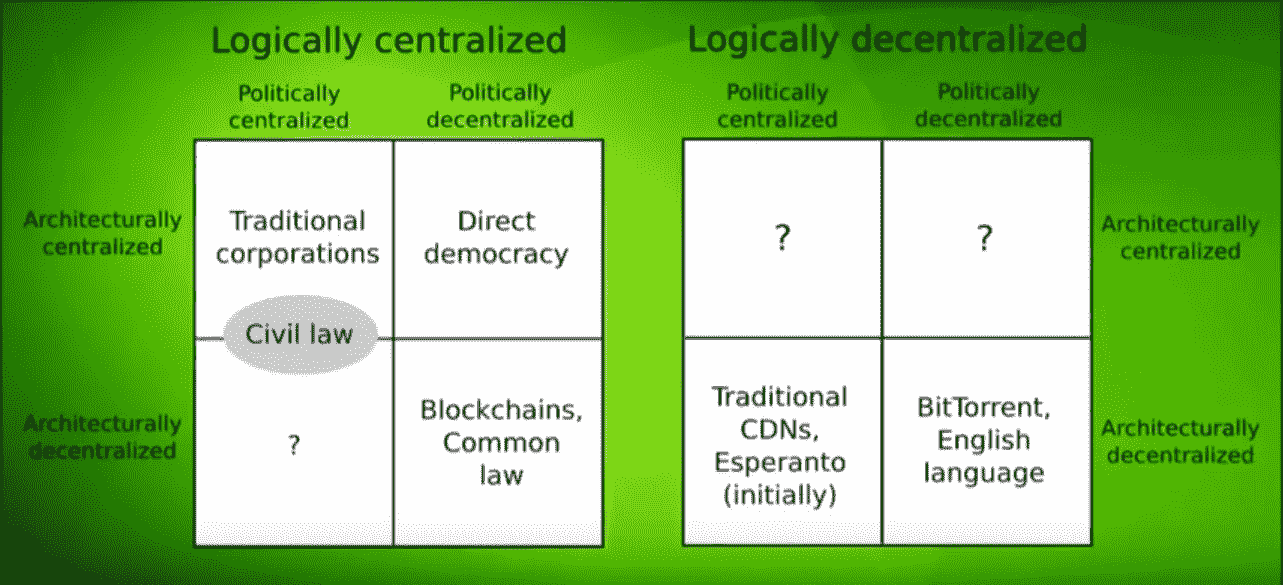 Logically centralized
Logically decentralized
Politically
centralized
Politically
decentralized
Politically
centralized
Politically
decentralized
Architecturally
centralized
Traditional
corporations
Direct
democracy
?
?
Architecturally
centralized
Civil law
Architecturally
decentralized
?
Blockchains,
Common
law
Traditional
CDNs,
Esperanto
(initially)
BitTorrent,
English
language
Architecturally
decentralized